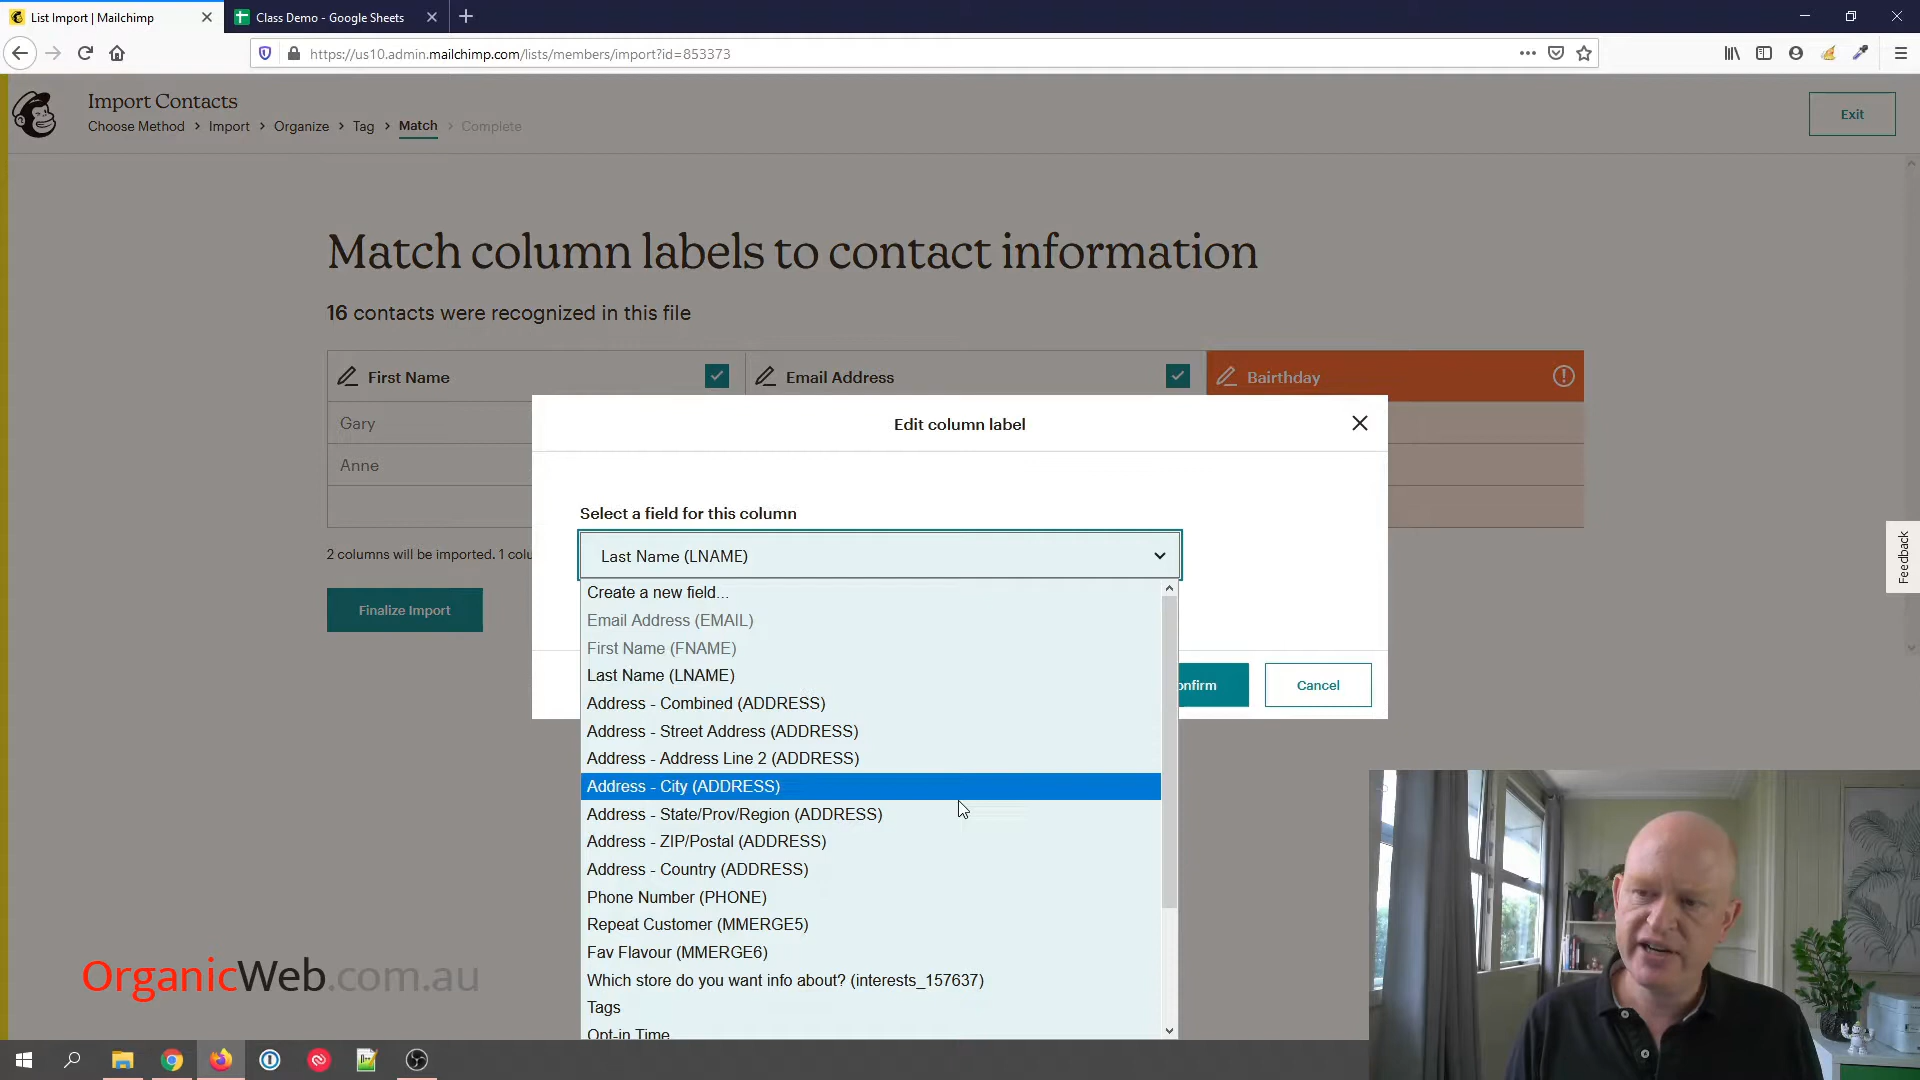 List Import | Mailchimp
Class Demo - Google Sheets
https://us10.admin.mailchimp.com/lists/members/import?id=853373
Import Contacts
Choose Method > Import > Organize > Tag > Match > Complete
Exit
Match column labels to contact information
16 contacts were recognized in this file
First Name
Email Address
Bairthday
Gary
Anne
2 columns will be imported. 1 colu
Finalize Import
Edit column label
Select a field for this column
Last Name (LNAME)
Create a new field...
Email Address (EMAIL)
First Name (FNAME)
Last Name (LNAME)
Address - Combined (ADDRESS)
Address - Street Address (ADDRESS)
Address - Address Line 2 (ADDRESS)
Address - City (ADDRESS)
Address - State/Prov/Region (ADDRESS)
Address - ZIP/Postal (ADDRESS)
Address - Country (ADDRESS)
Phone Number (PHONE)
Repeat Customer (MMERGE5)
Fav Flavour (MMERGE6)
Which store do you want info about? (interests_157637)
Tags
Opt-in Time
onfirm
Cancel
Feedback
OrganicWeb.com.au